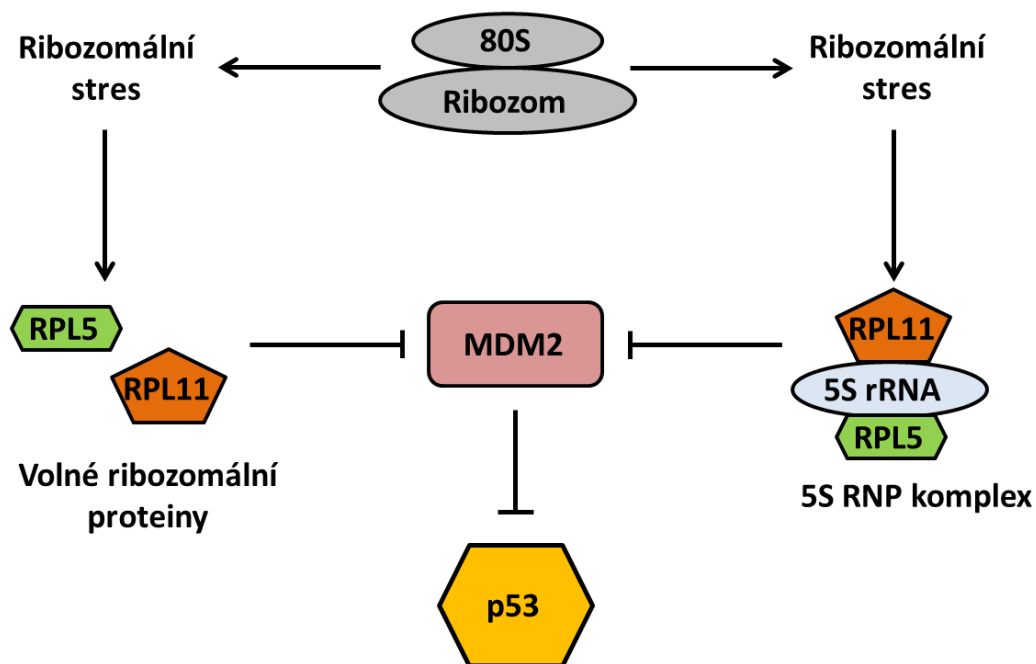 80S
Ribozom
Ribozomální
stres
Ribozomální
stres
RPL5
RPL11
Volné ribozomální
proteiny
MDM2
p53
RPL11
5S rRNA
RPL5
5S RNP komplex